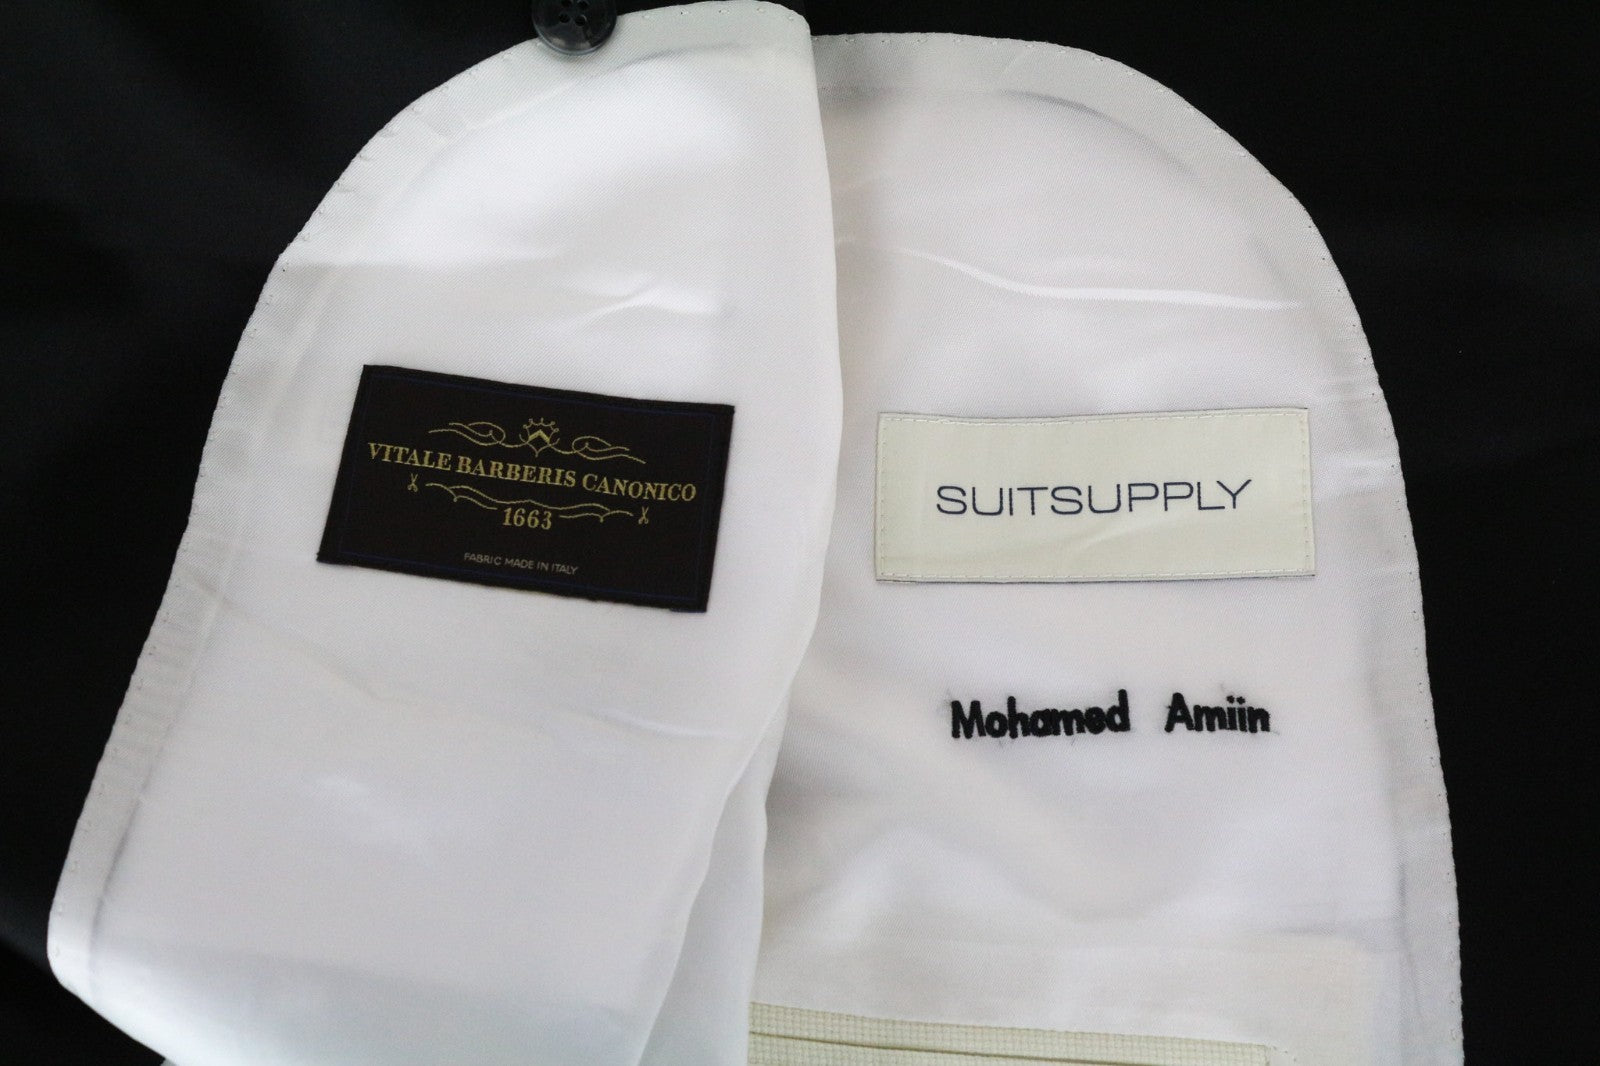 VITALE BARBERIS CANONICO
1663
FABRIC MADE IN ITALY
SUITSUPPLY
Mohamed Amiin